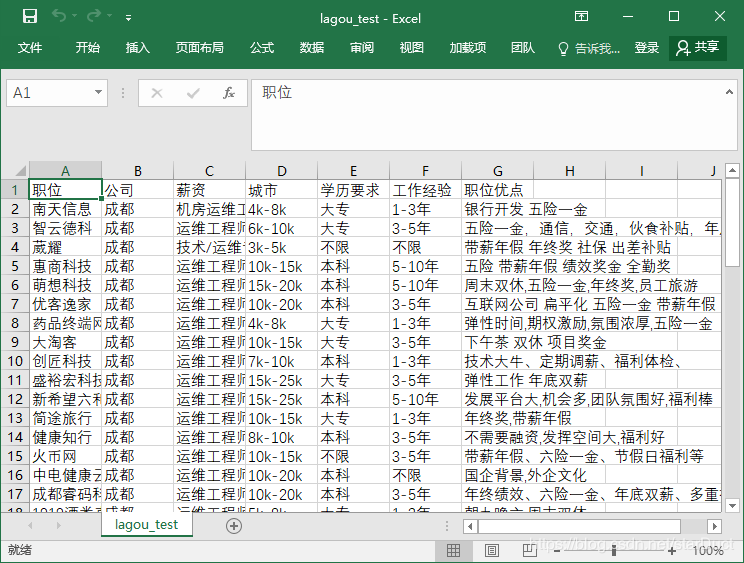 lagou_test - Excel
文件 开始 插入 页面布局 公式 数据 审阅 视图 加载项 团队 告诉我... 登录 共享
A1 fx 职位
A B C D E F G H I J
1 职位 公司 薪资 城市 学历要求 工作经验 职位优点
2 南天信息 成都 机房运维工 4k-8k 大专 1-3年 银行开发 五险一金
3 智云德科 成都 运维工程师 6k-10k 大专 3-5年 五险一金，通信，交通，伙食补贴，年
4 葳耀 成都 技术/运维 3k-5k 不限 不限 带薪年假 年终奖 社保 出差补贴
5 惠商科技 成都 运维工程师 10k-15k 本科 5-10年 五险 带薪年假 绩效奖金 全勤奖
6 萌想科技 成都 运维工程师 15k-20k 本科 5-10年 周末双休,五险一金,年终奖,员工旅游
7 优客逸家 成都 运维工程师 10k-20k 本科 3-5年 互联网公司 扁平化 五险一金 带薪年假
8 药品终端网 成都 运维工程师 4k-8k 大专 1-3年 弹性时间,期权激励,氛围浓厚,五险一金
9 大淘客 成都 运维工程师 10k-15k 大专 3-5年 下午茶 双休 项目奖金
10 创匠科技 成都 运维工程师 7k-10k 本科 1-3年 技术大牛、定期调薪、福利体检、
11 盛裕宏科技 成都 运维工程师 15k-25k 大专 3-5年 弹性工作 年底双薪
12 新希望六和 成都 运维工程师 15k-25k 本科 5-10年 发展平台大,机会多,团队氛围好,福利棒
13 简途旅行 成都 运维工程师 10k-15k 大专 1-3年 年终奖,带薪年假
14 健康知行 成都 运维工程师 8k-10k 本科 3-5年 不需要融资,发挥空间大,福利好
15 火币网 成都 运维工程师 10k-15k 不限 3-5年 带薪年假、六险一金、节假日福利等
16 中电健康云 成都 运维工程师 10k-20k 本科 不限 国企背景,外企文化
17 成都睿码科 成都 运维工程师 10k-20k 本科 3-5年 年终绩效、六险一金、年底双薪、多重
18 1919酒类 成都 运维工程师 5k-9k 大专 1-3年 朝九晚六 周末双休
lagou_test
就绪 100%